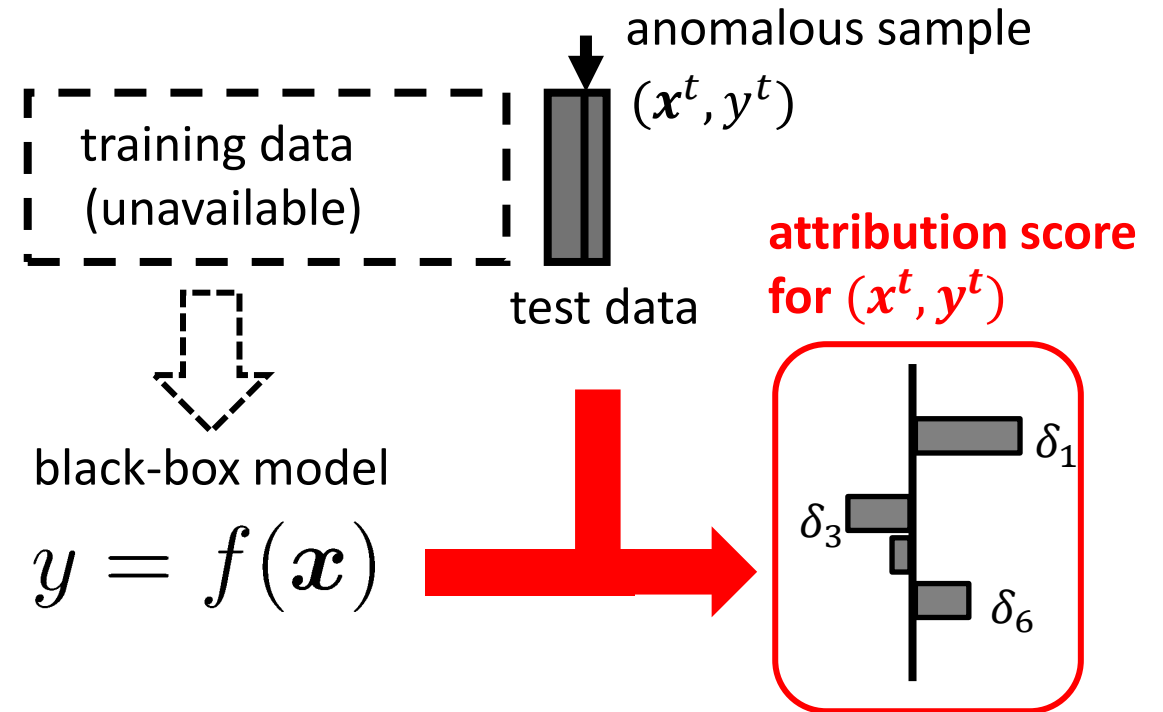 anomalous sample
(𝒙ᵗ, yᵗ)
training data
(unavailable)
test data
attribution score
for (𝒙ᵗ, 𝒚ᵗ)
black-box model
y = f(𝒙)
δ₁
δ₃
δ₆